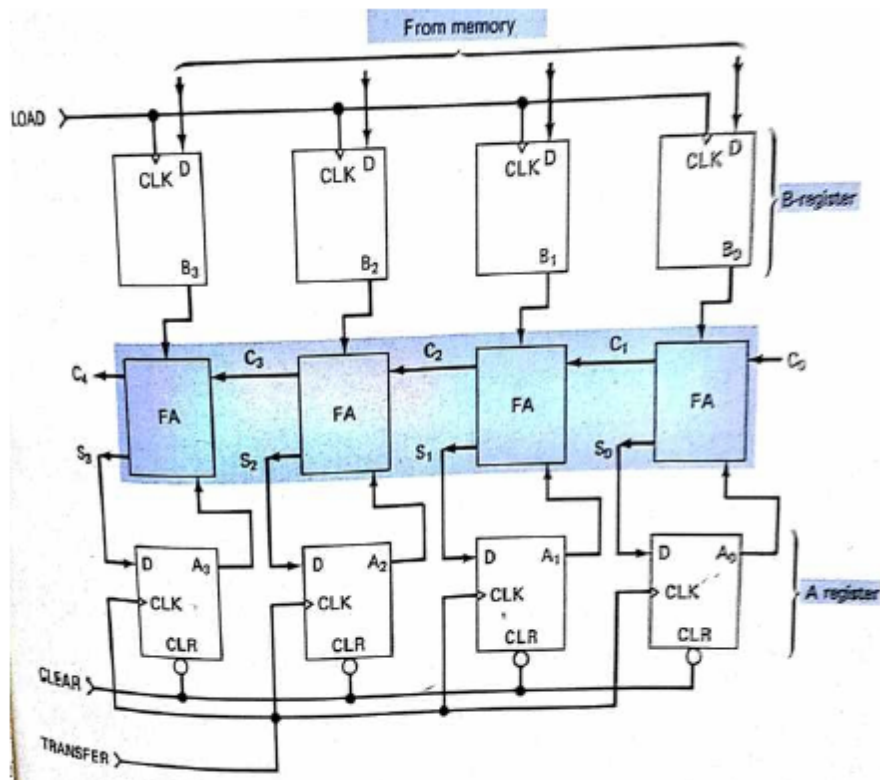 From memory
LOAD
CLK D
CLK D
CLK D
CLK D
B-register
B₃
B₂
B₁
B₀
C₄
C₃
C₂
C₁
C₀
FA
FA
FA
FA
S₃
S₂
S₁
S₀
D A₃
D A₂
D A₁
D A₀
CLK
CLK
CLK
CLK
A register
CLR
CLR
CLR
CLR
CLEAR
TRANSFER